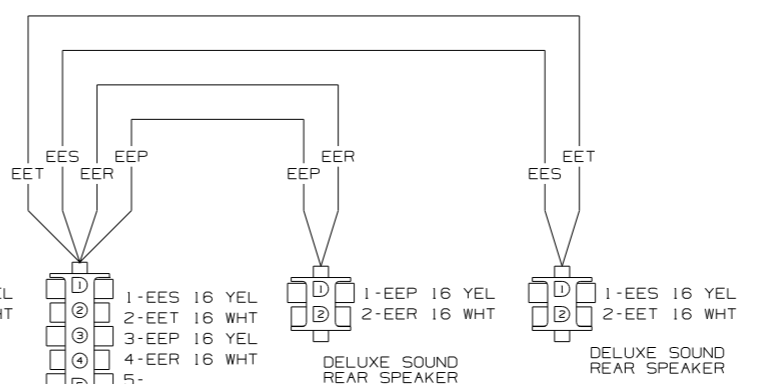 EES EEP EER EET
EET EER EEP EES
1-EES 16 YEL
2-EET 16 WHT
3-EEP 16 YEL
4-EER 16 WHT
5-
1
2
3
4
1-EEP 16 YEL
2-EER 16 WHT
1
2
DELUXE SOUND
REAR SPEAKER
1-EES 16 YEL
2-EET 16 WHT
1
2
DELUXE SOUND
REAR SPEAKER